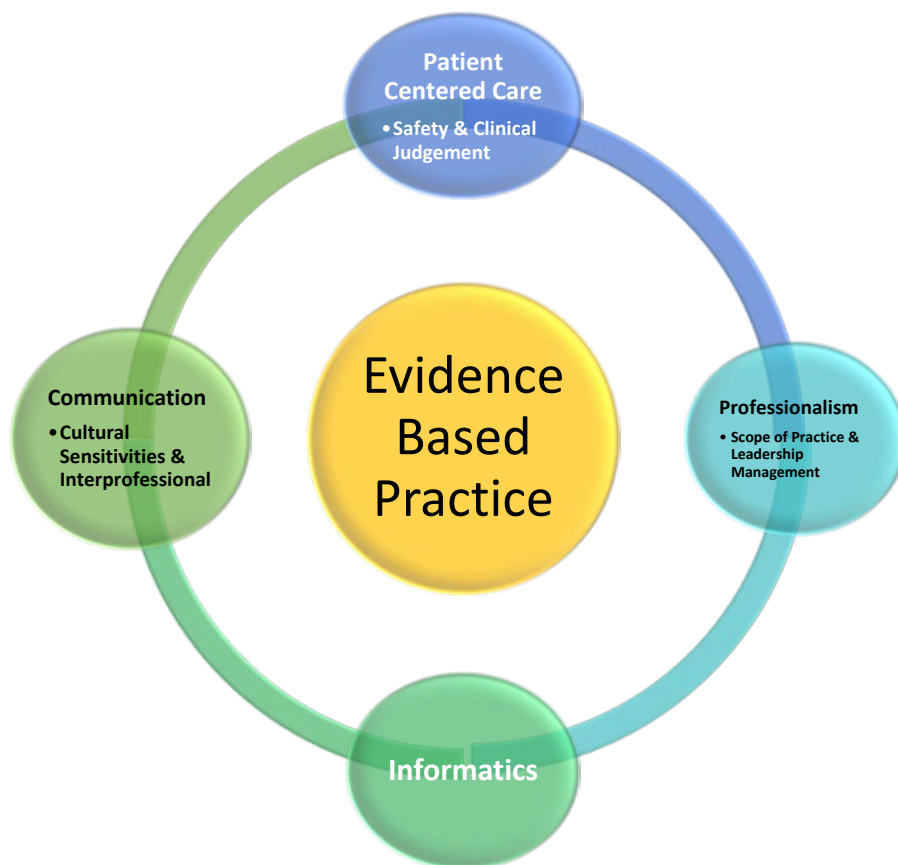 Patient
Centered Care
•Safety & Clinical
Judgement
Evidence
Based
Practice
Communication
•Cultural
Sensitivities &
Interprofessional
Professionalism
• Scope of Practice &
Leadership
Management
Informatics